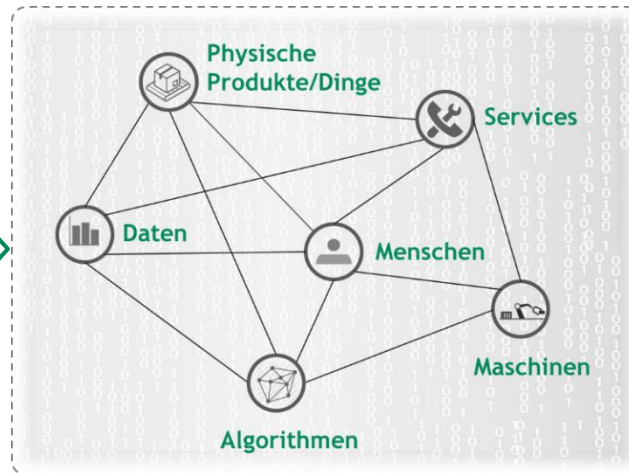 Physische
Produkte/Dinge
Services
Daten
Menschen
Maschinen
Algorithmen